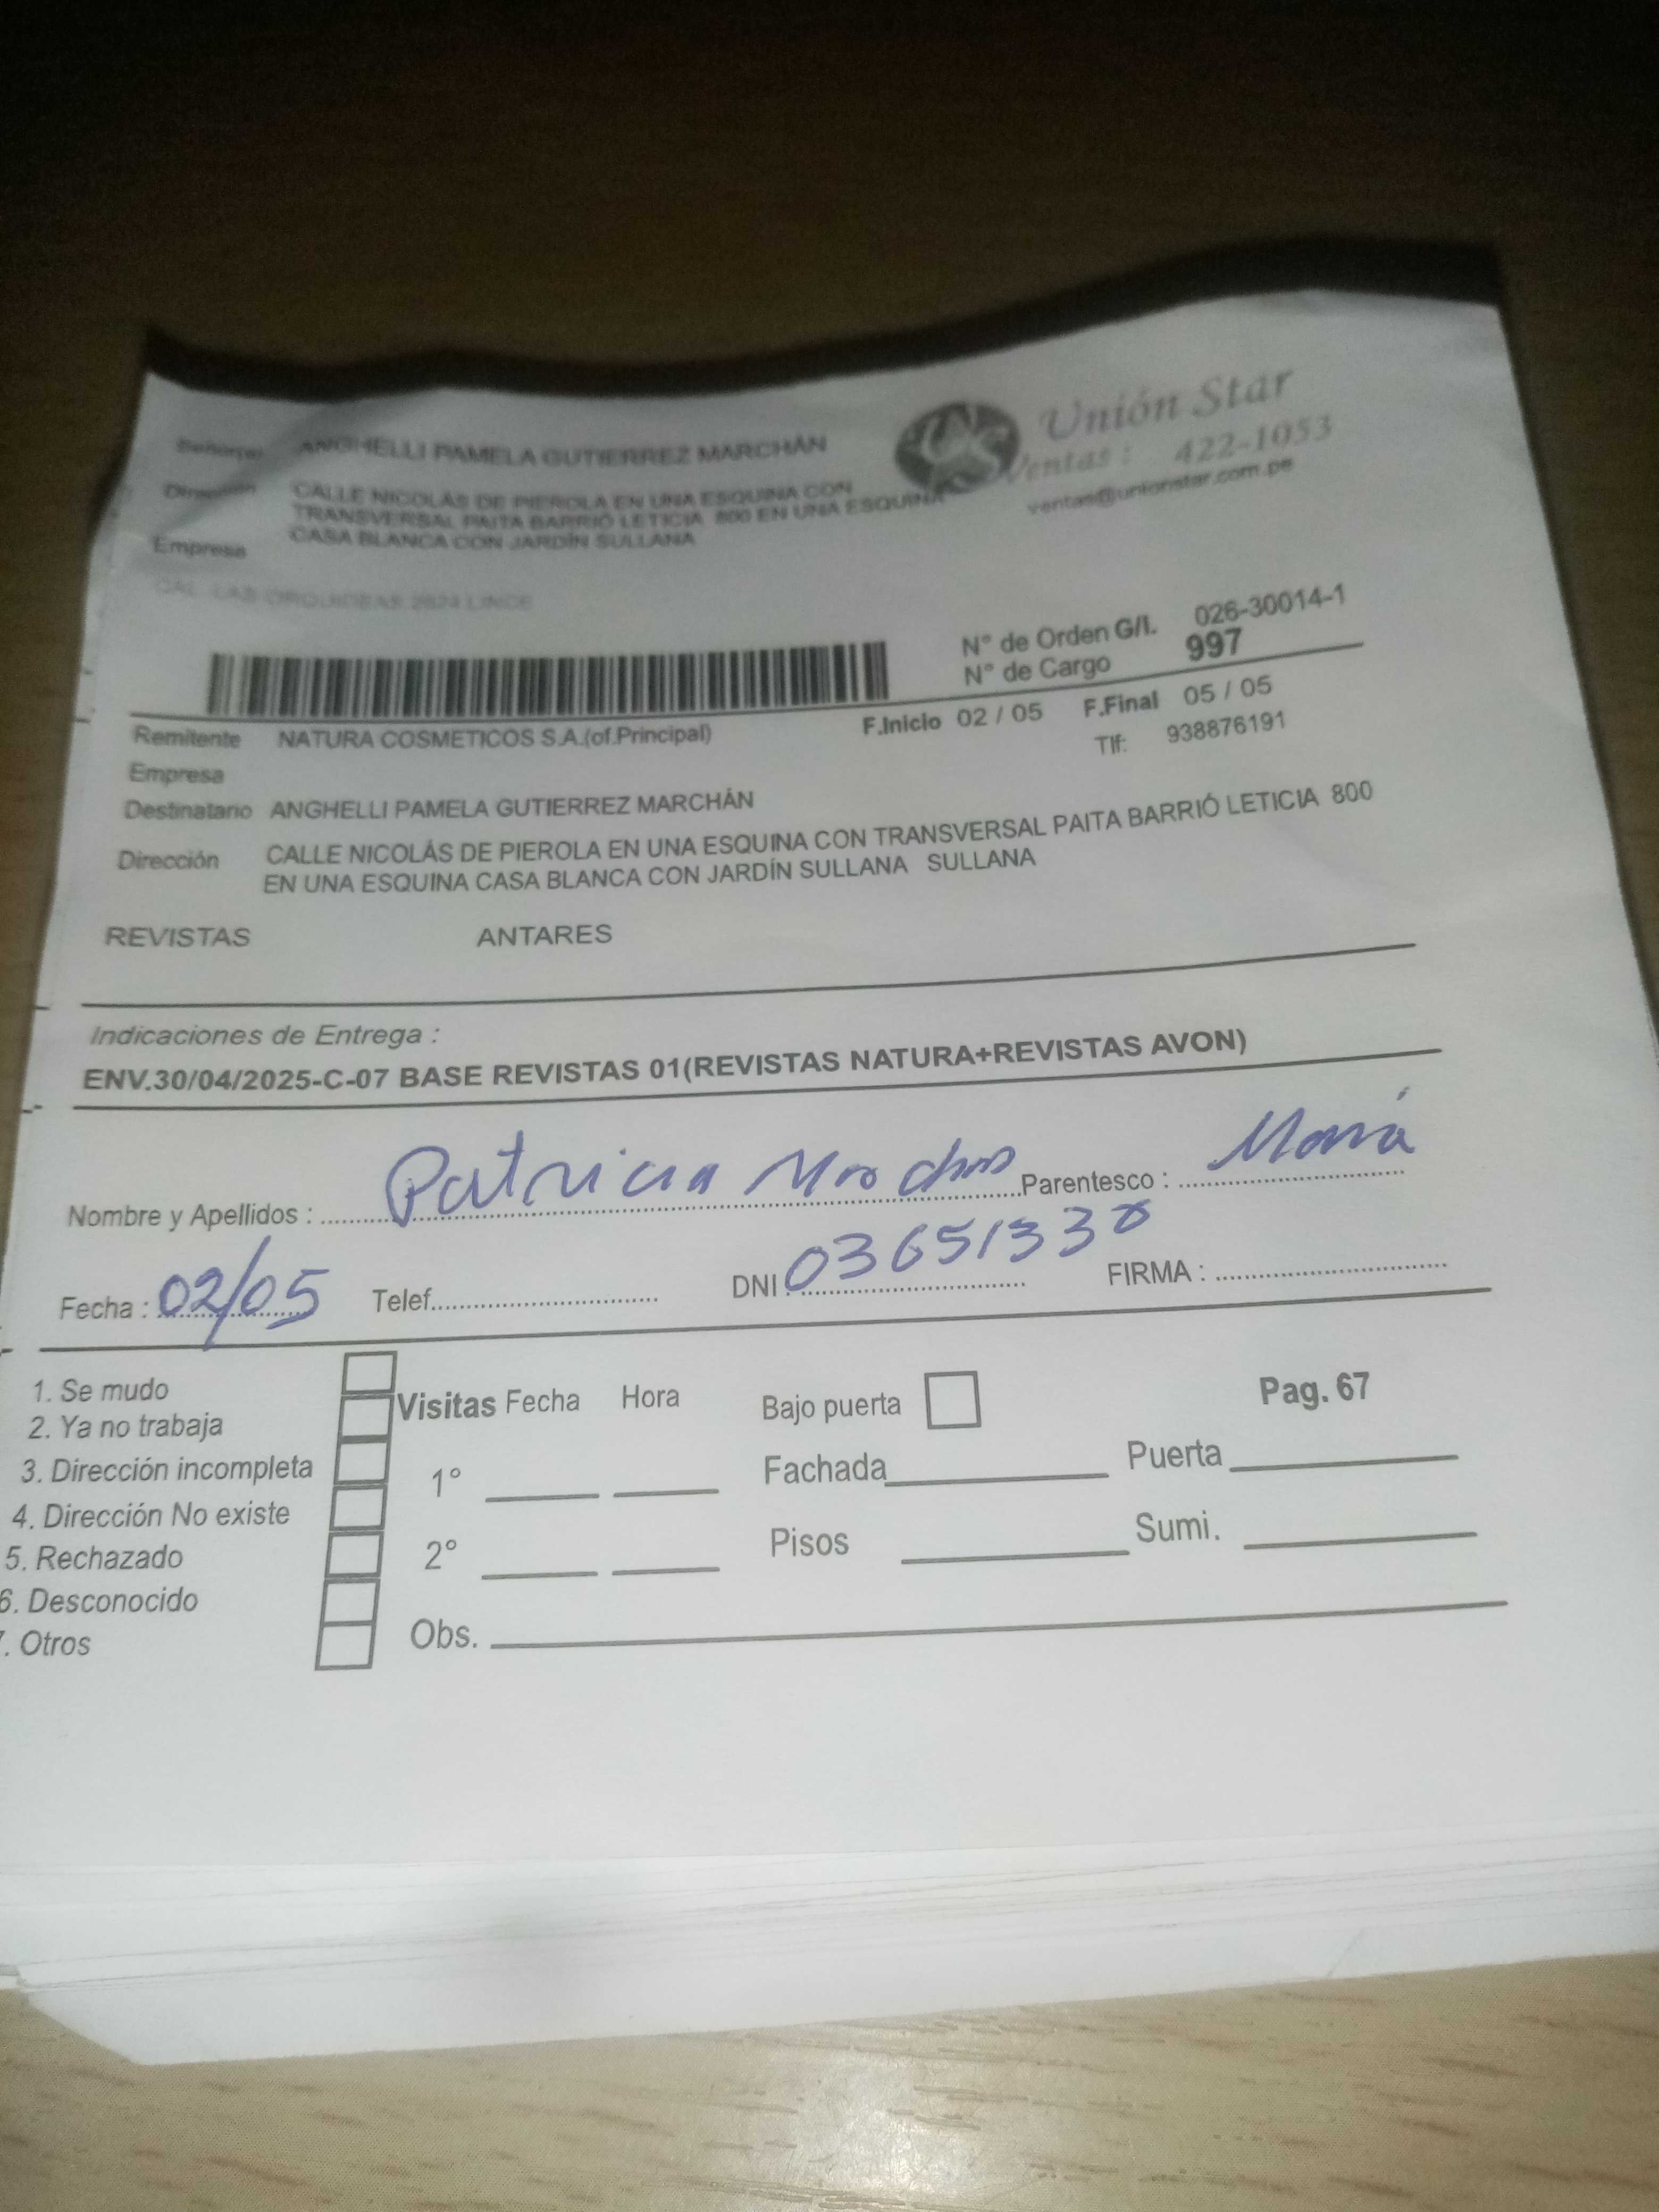 Señor(a) ANGHELLI PAMELA GUTIERREZ MARCHÁN
Unión Star
Ventas : 422-1053
ventas@unionstar.com.pe
Dirección CALLE NICOLÁS DE PIEROLA EN UNA ESQUINA CON
TRANSVERSAL PAITA BARRIÓ LETICIA 800 EN UNA ESQUINA
CASA BLANCA CON JARDÍN SULLANA
Empresa
CAL. LAS ORQUIDEAS LINCE
N° de Orden G/I. 026-30014-1
N° de Cargo 997
F.Inicio 02 / 05 F.Final 05 / 05
Remitente NATURA COSMETICOS S.A.(of.Principal)
Tlf: 938876191
Empresa
Destinatario ANGHELLI PAMELA GUTIERREZ MARCHÁN
Dirección CALLE NICOLÁS DE PIEROLA EN UNA ESQUINA CON TRANSVERSAL PAITA BARRIÓ LETICIA 800
EN UNA ESQUINA CASA BLANCA CON JARDÍN SULLANA SULLANA
REVISTAS ANTARES
Indicaciones de Entrega :
ENV.30/04/2025-C-07 BASE REVISTAS 01(REVISTAS NATURA+REVISTAS AVON)
Nombre y Apellidos : Patricia Parentesco : Mamá
Fecha : 02/05 Telef. DNI : FIRMA :
1. Se mudo
2. Ya no trabaja
3. Dirección incompleta
4. Dirección No existe
5. Rechazado
6. Desconocido
. Otros
Visitas Fecha Hora
1°
2°
Obs.
Bajo puerta Pag. 67
Fachada Puerta
Pisos Sumi.